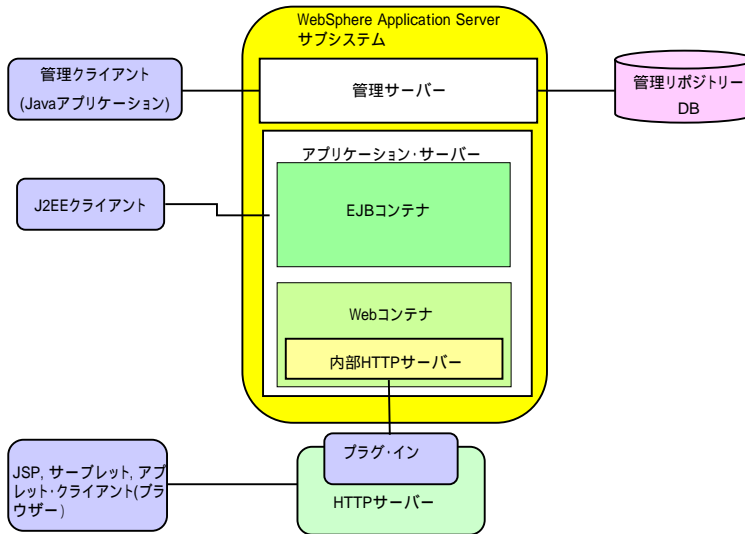 WebSphere Application Server
サブシステム
管理クライアント
(Javaアプリケーション)
管理サーバー
管理リポジトリー
DB
アプリケーション・サーバー
J2EEクライアント
EJBコンテナ
Webコンテナ
内部HTTPサーバー
プラグ・イン
JSP, サーブレット, アプ
レット・クライアント(ブラ
ウザー)
HTTPサーバー